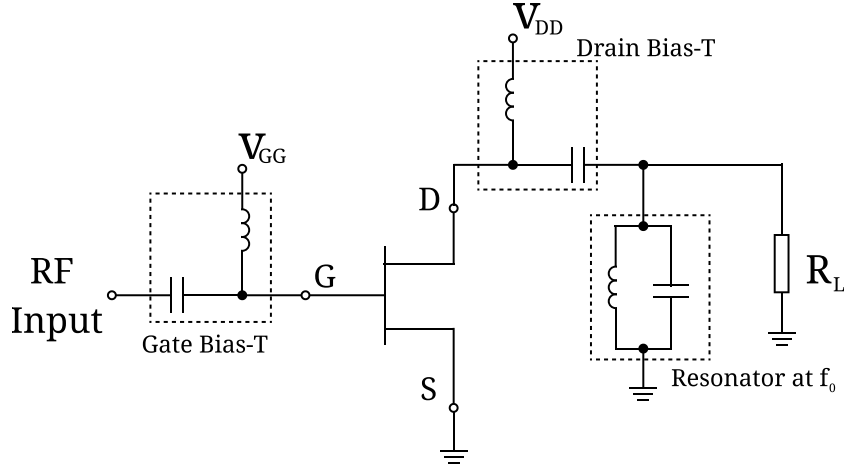 V_DD
Drain Bias-T
V_GG
D
RF
Input
G
Gate Bias-T
S
R_L
Resonator at f_0